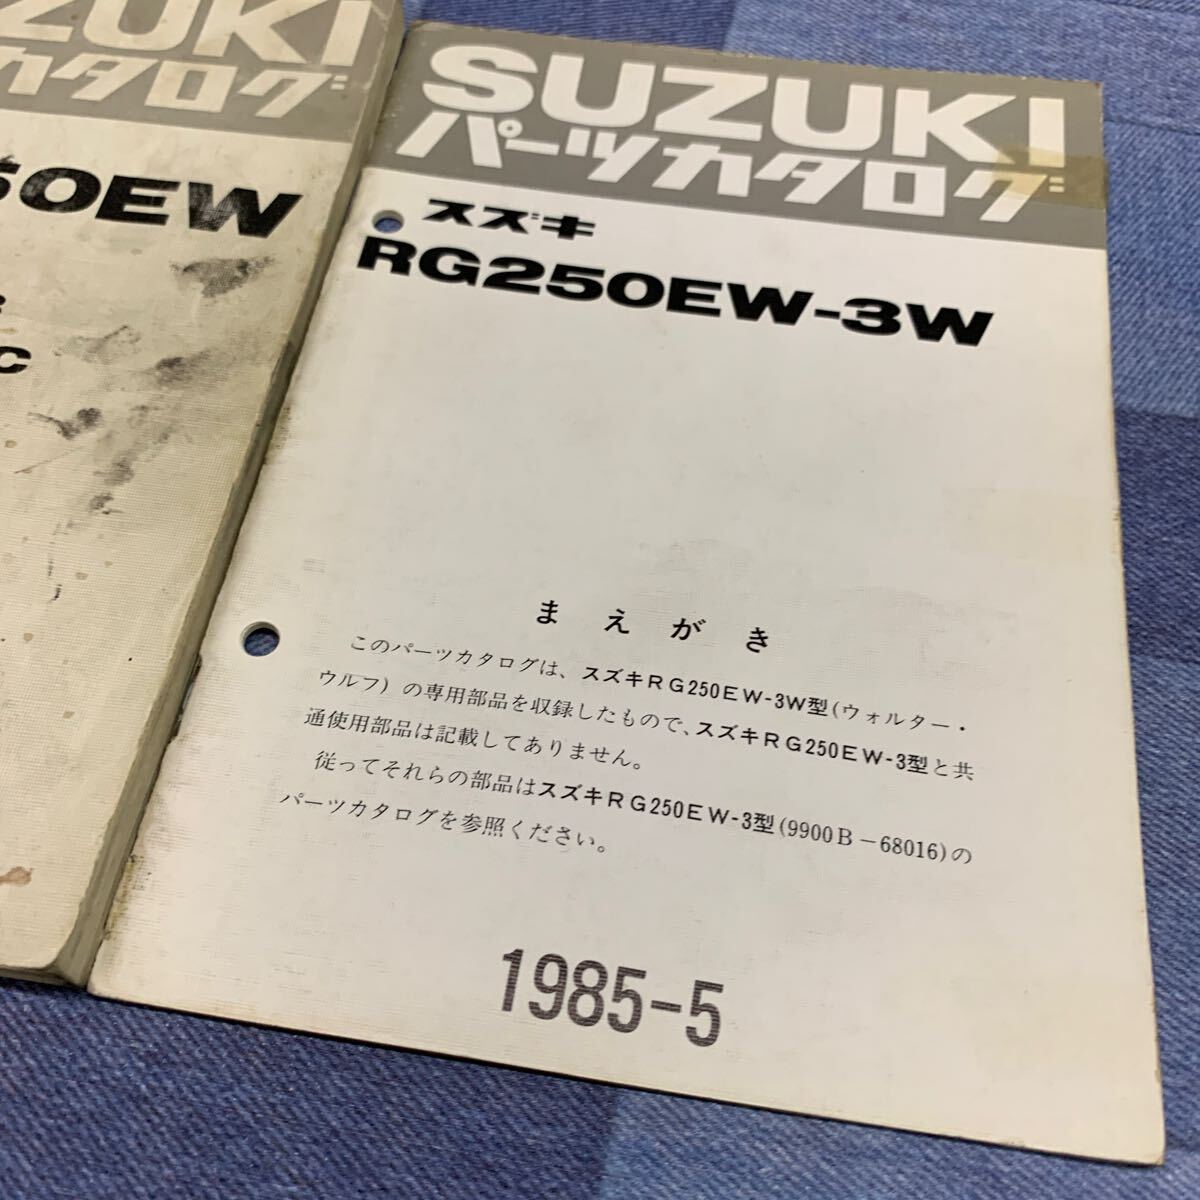 ZUKI
カタログ
50EW
C
SUZUKI
パーツカタログ
スズキ
RG250EW-3W
まえがき
このパーツカタログは、スズキRG250EW-3W型(ウォルター・
ウルフ)の専用部品を収録したもので、スズキRG250EW-3型と共
通使用部品は記載してありません。
従ってそれらの部品はスズキRG250EW-3型(9900B-68016)の
パーツカタログを参照ください。
1985-5